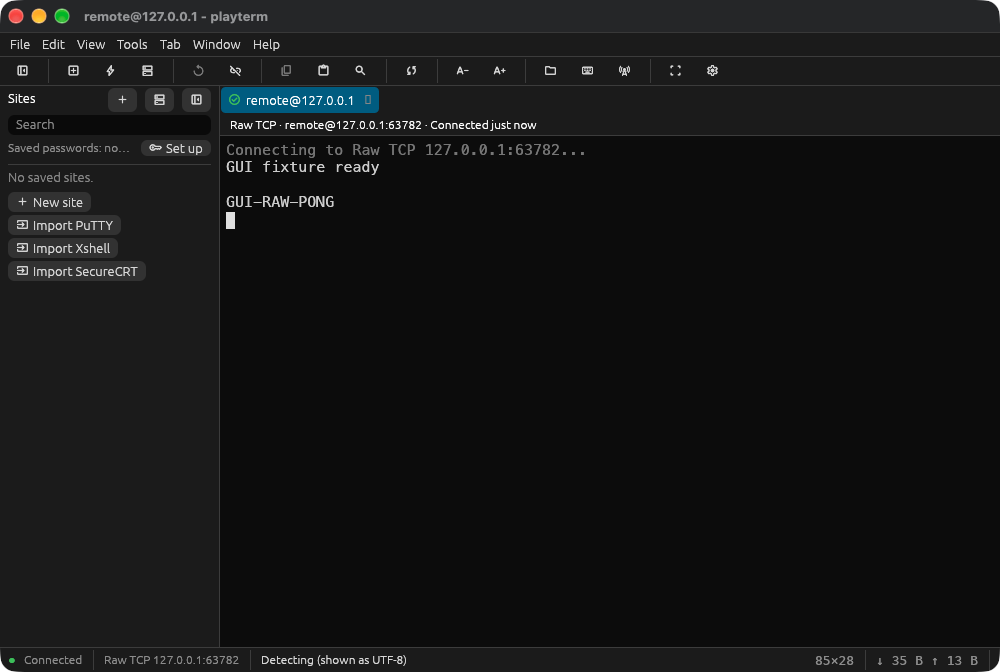 remote@127.0.0.1 - playterm
File Edit View Tools Tab Window Help
A- A+
Sites
Search
Saved passwords: no...
Set up
No saved sites.
+ New site
Import PuTTY
Import Xshell
Import SecureCRT
remote@127.0.0.1
Raw TCP · remote@127.0.0.1:63782 · Connected just now
Connecting to Raw TCP 127.0.0.1:63782...
GUI fixture ready
GUI-RAW-PONG
Connected Raw TCP 127.0.0.1:63782 Detecting (shown as UTF-8) 85×28 ↓ 35 B ↑ 13 B